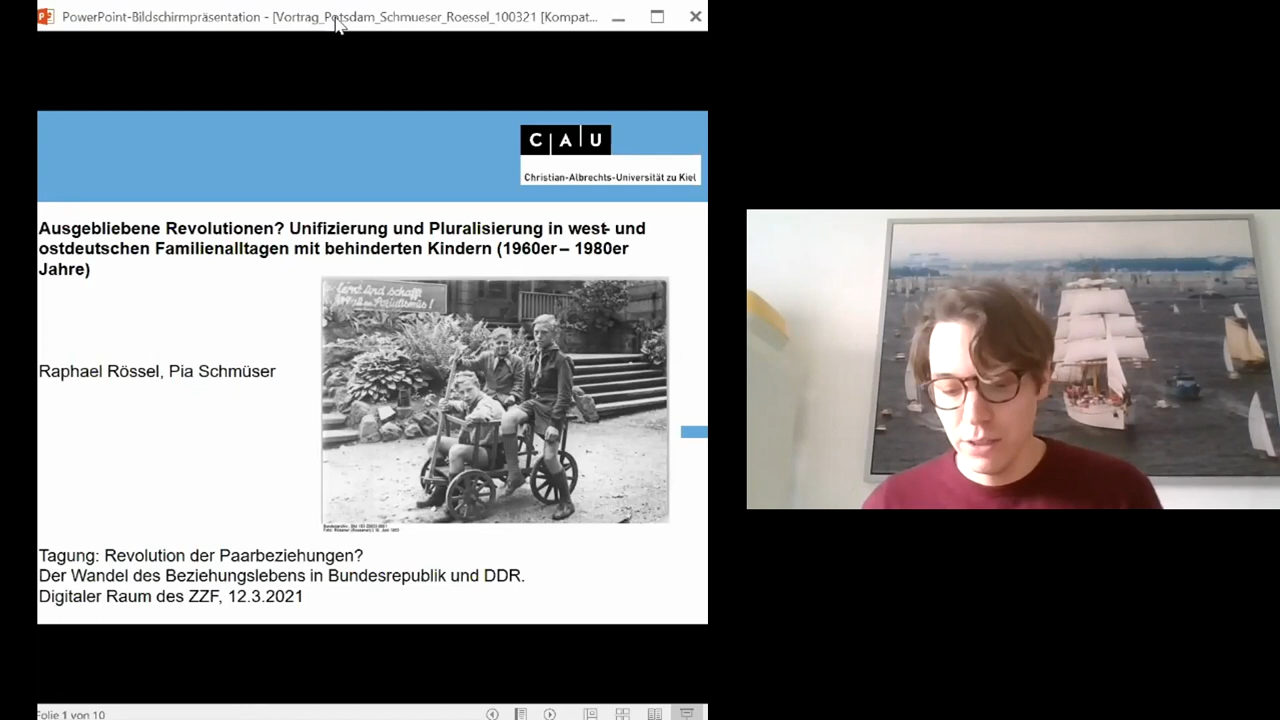 PowerPoint-Bildschirmpräsentation - [Vortrag_Potsdam_Schmueser_Roessel_100321 [Kompat...
CAU
Christian-Albrechts-Universität zu Kiel
Ausgebliebene Revolutionen? Unifizierung und Pluralisierung in west- und
ostdeutschen Familienalltagen mit behinderten Kindern (1960er – 1980er
Jahre)
Lernt und schafft
Raphael Rössel, Pia Schmüser
Tagung: Revolution der Paarbeziehungen?
Der Wandel des Beziehungslebens in Bundesrepublik und DDR.
Digitaler Raum des ZZF, 12.3.2021
Folie 1 von 10